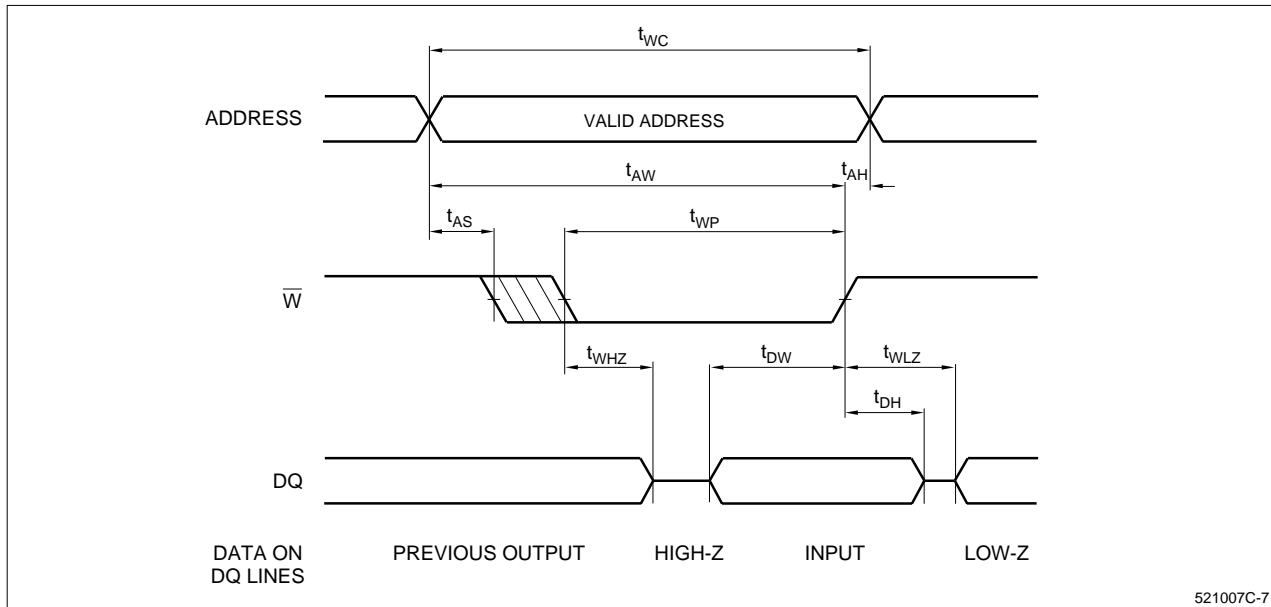 tWC
ADDRESS
VALID ADDRESS
tAW
tAH
tAS
tWP
W̅
tWHZ
tDW
tWLZ
tDH
DQ
DATA ON
DQ LINES
PREVIOUS OUTPUT
HIGH-Z
INPUT
LOW-Z
521007C-7